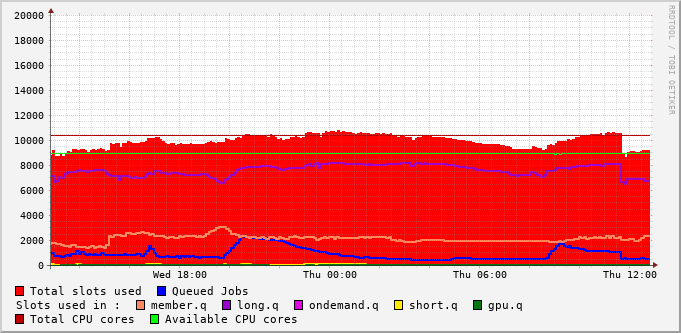 20000
18000
16000
14000
12000
10000
8000
6000
4000
2000
0
Wed 18:00 Thu 00:00 Thu 06:00 Thu 12:00
Total slots used Queued Jobs
Slots used in : member.q long.q ondemand.q short.q gpu.q
Total CPU cores Available CPU cores
RRDTOOL / TOBI OETIKER